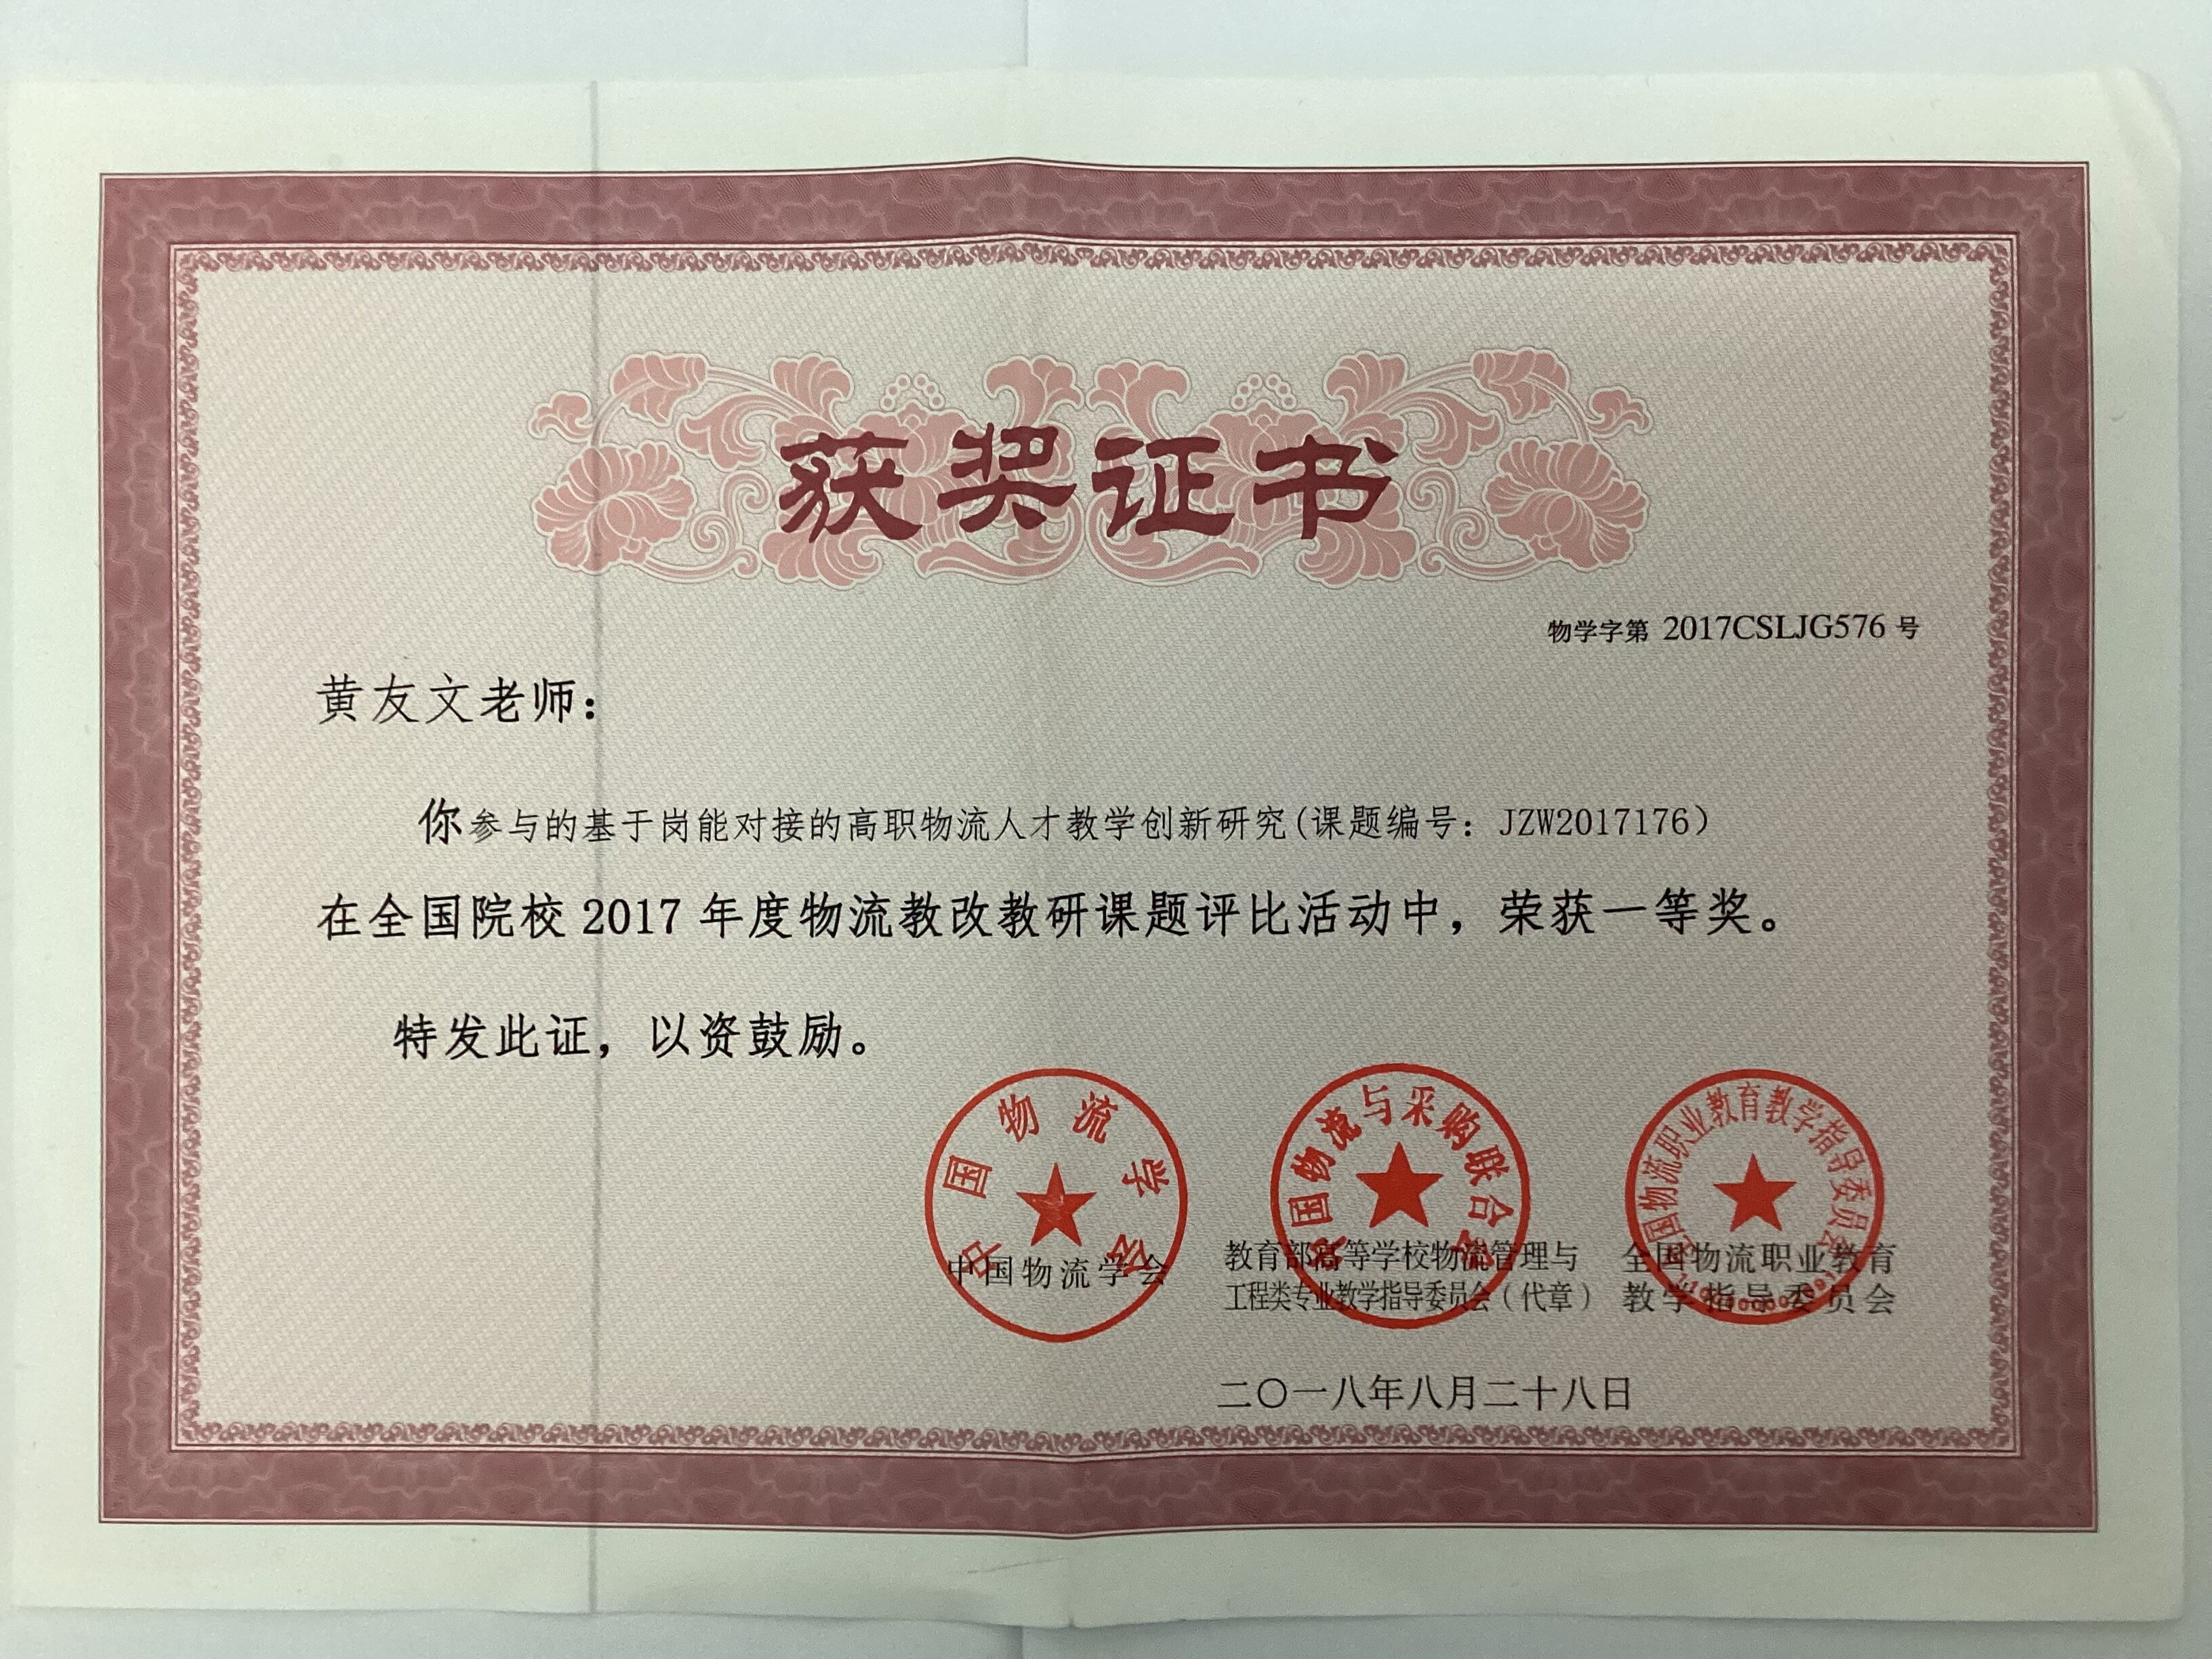 获奖证书
物学字第 2017CSLJG576 号
黄友文老师：
你参与的基于岗能对接的高职物流人才教学创新研究(课题编号：JZW2017176）
在全国院校 2017 年度物流教改教研课题评比活动中，荣获一等奖。
特发此证，以资鼓励。
中国物流学会
中国物流与采购联合会
全国物流职业教育教学指导委员会
中国物流学会
教育部高等学校物流管理与
工程类专业教学指导委员会（代章）
全国物流职业教育
教学指导委员会
二〇一八年八月二十八日